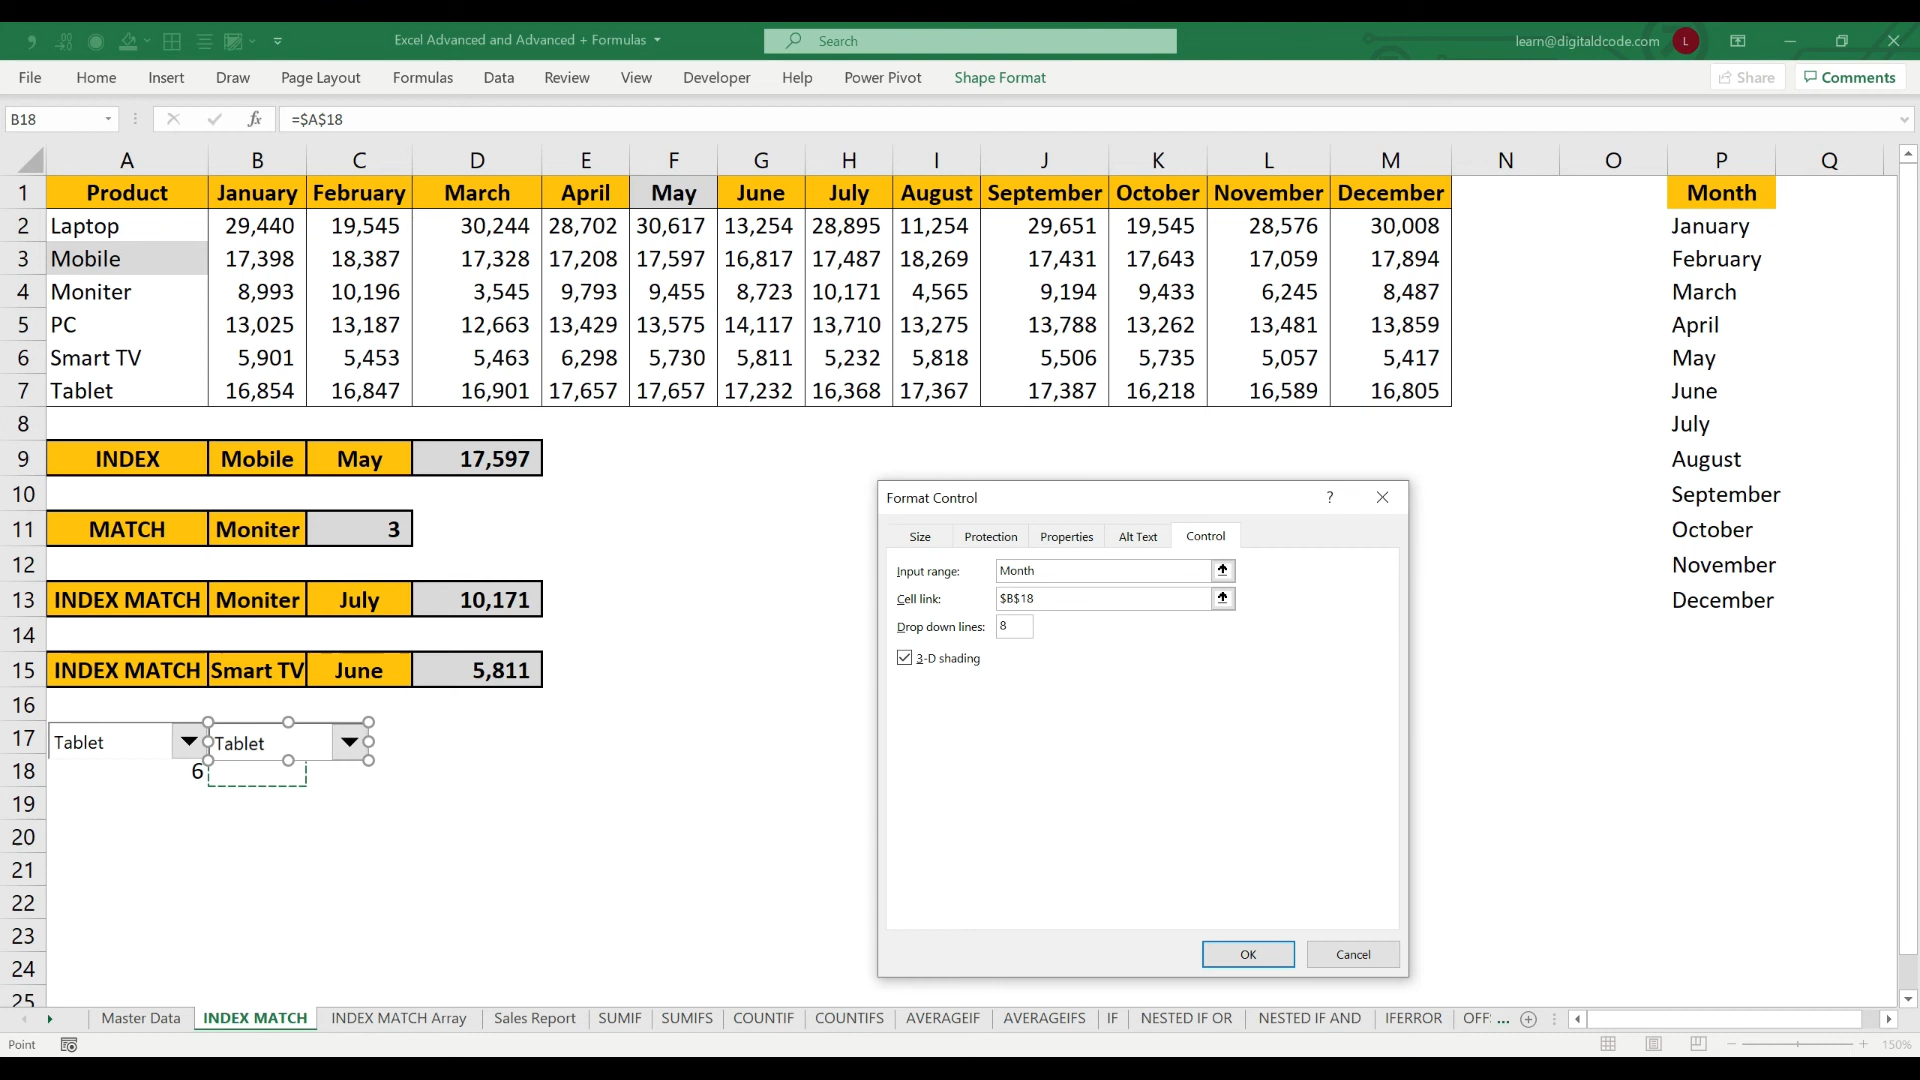 Excel Advanced and Advanced + Formulas
Search
learn@digitaldcode.com L
File Home Insert Draw Page Layout Formulas Data Review View Developer Help Power Pivot Shape Format Share Comments
B18 fx =$A$18
A B C D E F G H I J K L M N O P Q
1 Product January February March April May June July August September October November December Month
2 Laptop 29,440 19,545 30,244 28,702 30,617 13,254 28,895 11,254 29,651 19,545 28,576 30,008 January
3 Mobile 17,398 18,387 17,328 17,208 17,597 16,817 17,487 18,269 17,431 17,643 17,059 17,894 February
4 Moniter 8,993 10,196 3,545 9,793 9,455 8,723 10,171 4,565 9,194 9,433 6,245 8,487 March
5 PC 13,025 13,187 12,663 13,429 13,575 14,117 13,710 13,275 13,788 13,262 13,481 13,859 April
6 Smart TV 5,901 5,453 5,463 6,298 5,730 5,811 5,232 5,818 5,506 5,735 5,057 5,417 May
7 Tablet 16,854 16,847 16,901 17,657 17,657 17,232 16,368 17,367 17,387 16,218 16,589 16,805 June
8 July
9 INDEX Mobile May 17,597 August
10 September
11 MATCH Moniter 3 October
12 November
13 INDEX MATCH Moniter July 10,171 December
14
15 INDEX MATCH Smart TV June 5,811
16
17 Tablet Tablet
18 6
19
20
21
22
23
24
25
Format Control ?
Size Protection Properties Alt Text Control
Input range: Month
Cell link: $B$18
Drop down lines: 8
3-D shading
OK Cancel
Master Data INDEX MATCH INDEX MATCH Array Sales Report SUMIF SUMIFS COUNTIF COUNTIFS AVERAGEIF AVERAGEIFS IF NESTED IF OR NESTED IF AND IFERROR OFF: ...
Point 150%